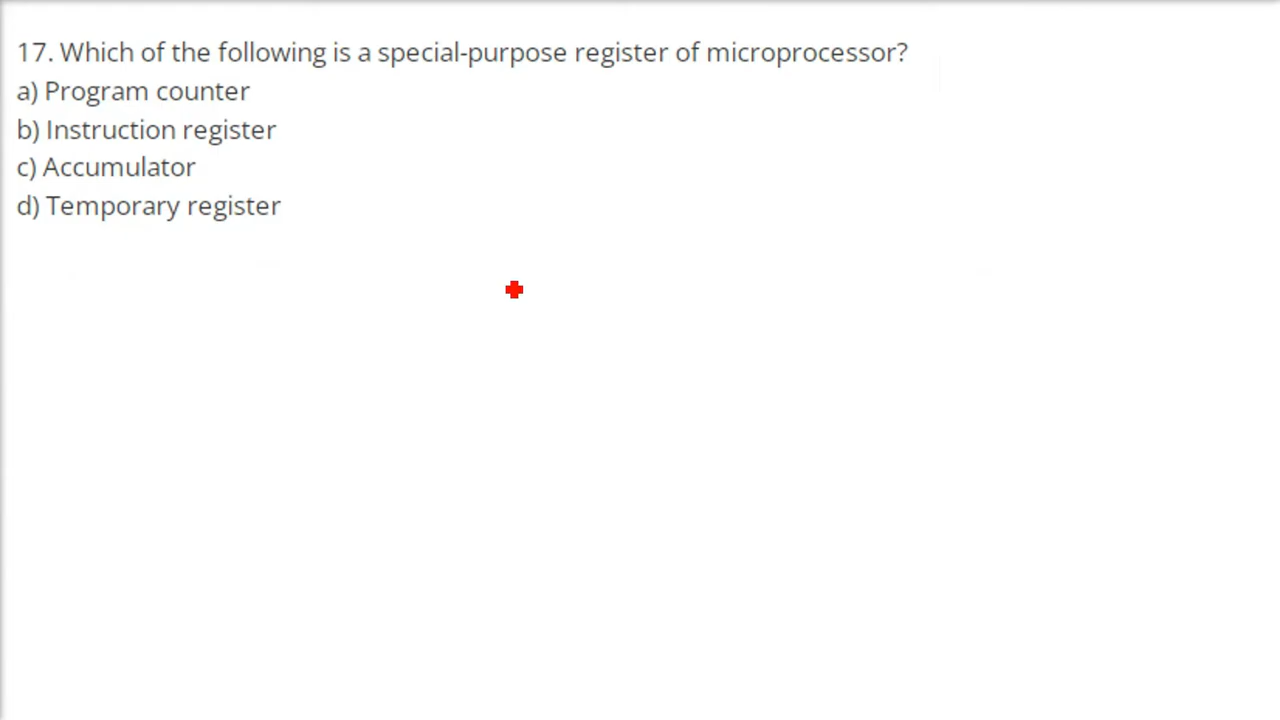 17. Which of the following is a special-purpose register of microprocessor?
a) Program counter
b) Instruction register
c) Accumulator
d) Temporary register